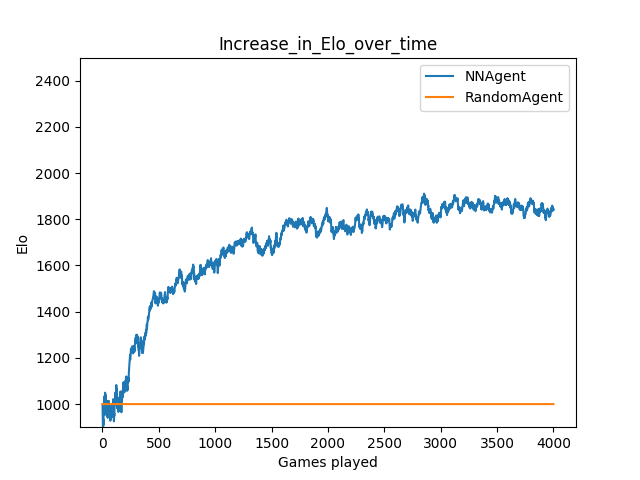 Increase_in_Elo_over_time
NNAgent
RandomAgent
2400
2200
2000
1800
1600
1400
1200
1000
Elo
0 500 1000 1500 2000 2500 3000 3500 4000
Games played